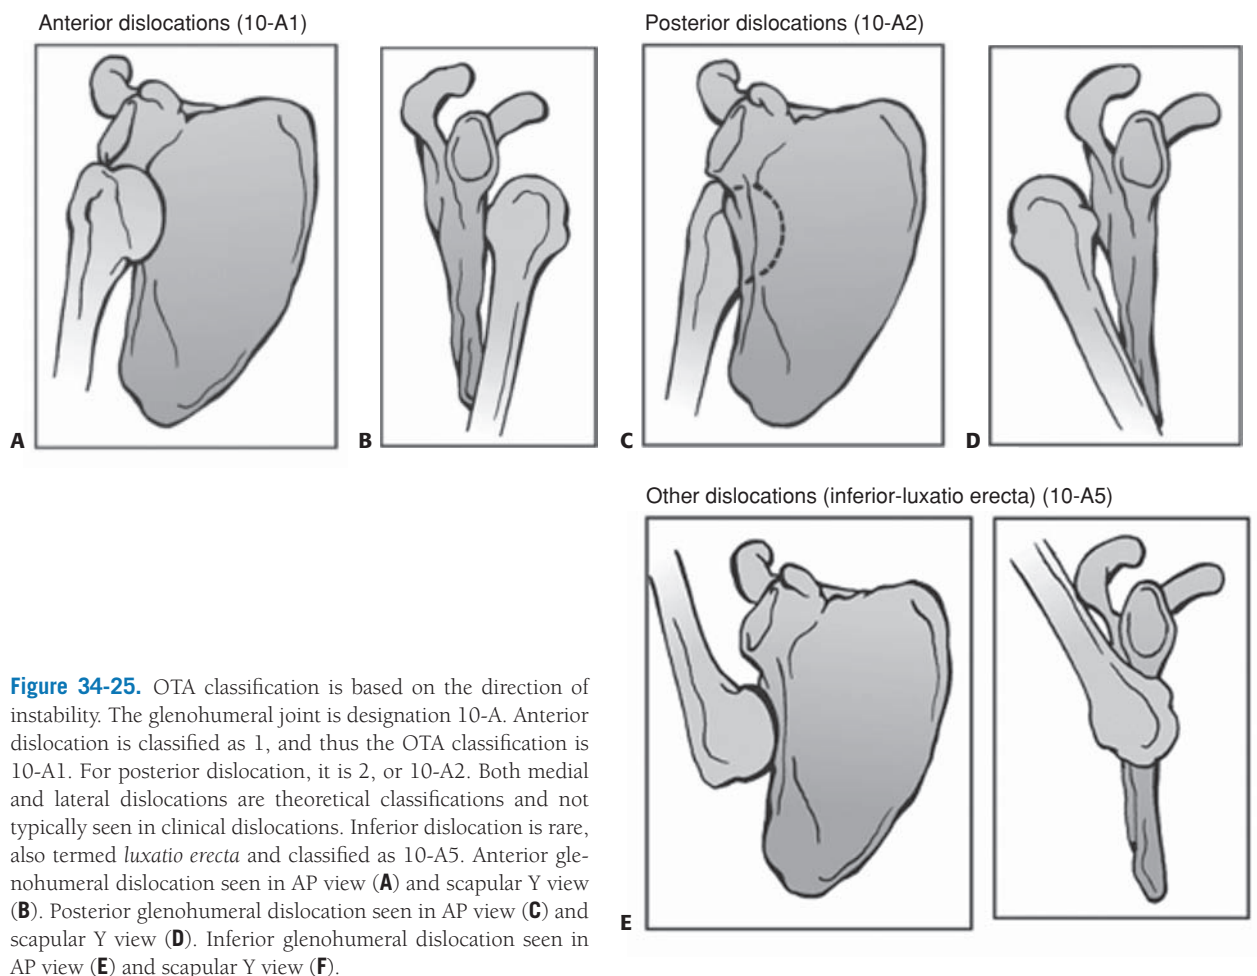 Anterior dislocations (10-A1)
Posterior dislocations (10-A2)
A
B
C
D
Other dislocations (inferior-luxatio erecta) (10-A5)
E
Figure 34-25. OTA classification is based on the direction of
instability. The glenohumeral joint is designation 10-A. Anterior
dislocation is classified as 1, and thus the OTA classification is
10-A1. For posterior dislocation, it is 2, or 10-A2. Both medial
and lateral dislocations are theoretical classifications and not
typically seen in clinical dislocations. Inferior dislocation is rare,
also termed luxatio erecta and classified as 10-A5. Anterior gle-
nohumeral dislocation seen in AP view (A) and scapular Y view
(B). Posterior glenohumeral dislocation seen in AP view (C) and
scapular Y view (D). Inferior glenohumeral dislocation seen in
AP view (E) and scapular Y view (F).